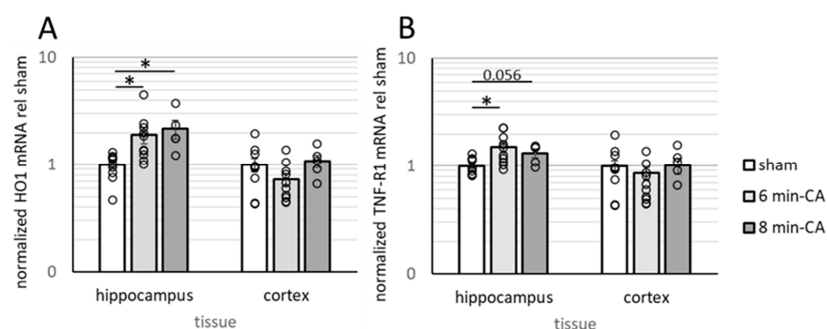 A
normalized HO1 mRNA rel sham
10
1
0
*
*
hippocampus
cortex
tissue
B
normalized TNF-R1 mRNA rel sham
10
1
0
0.056
*
hippocampus
cortex
tissue
sham
6 min-CA
8 min-CA